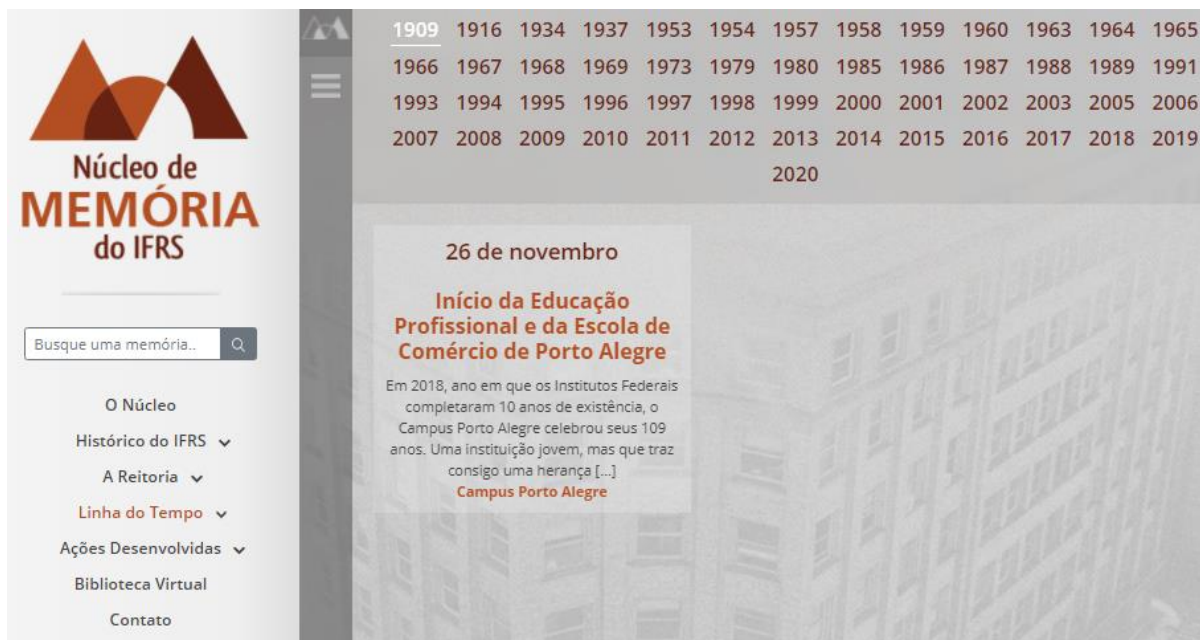 Núcleo de
MEMÓRIA
do IFRS
Busque uma memória..
O Núcleo
Histórico do IFRS
A Reitoria
Linha do Tempo
Ações Desenvolvidas
Biblioteca Virtual
Contato
1909 1916 1934 1937 1953 1954 1957 1958 1959 1960 1963 1964 1965
1966 1967 1968 1969 1973 1979 1980 1985 1986 1987 1988 1989 1991
1993 1994 1995 1996 1997 1998 1999 2000 2001 2002 2003 2005 2006
2007 2008 2009 2010 2011 2012 2013 2014 2015 2016 2017 2018 2019
2020
26 de novembro
Início da Educação
Profissional e da Escola de
Comércio de Porto Alegre
Em 2018, ano em que os Institutos Federais
completaram 10 anos de existência, o
Campus Porto Alegre celebrou seus 109
anos. Uma instituição jovem, mas que traz
consigo uma herança [...]
Campus Porto Alegre